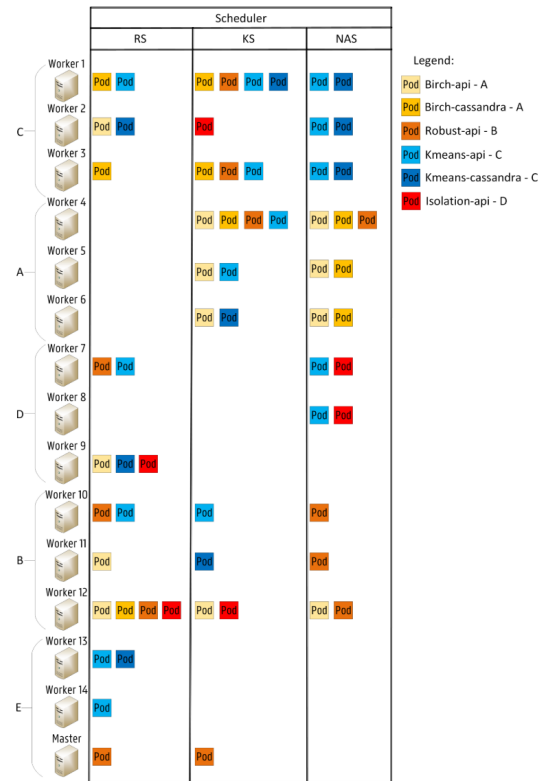 Scheduler
RS KS NAS
Legend:
Birch-api - A
Birch-cassandra - A
Robust-api - B
Kmeans-api - C
Kmeans-cassandra - C
Isolation-api - D
Pod
Pod
Pod
Pod
Pod
Pod
C
Worker 1
Pod Pod Pod Pod Pod Pod Pod Pod
Worker 2
Pod Pod Pod Pod Pod
Worker 3
Pod Pod Pod Pod Pod Pod
A
Worker 4
Pod Pod Pod Pod Pod Pod Pod
Worker 5
Pod Pod Pod Pod
Worker 6
Pod Pod Pod Pod
D
Worker 7
Pod Pod Pod Pod
Worker 8
Pod Pod
Worker 9
Pod Pod Pod
B
Worker 10
Pod Pod Pod Pod
Worker 11
Pod Pod Pod
Worker 12
Pod Pod Pod Pod Pod Pod Pod Pod
E
Worker 13
Pod Pod
Worker 14
Pod
Master
Pod Pod